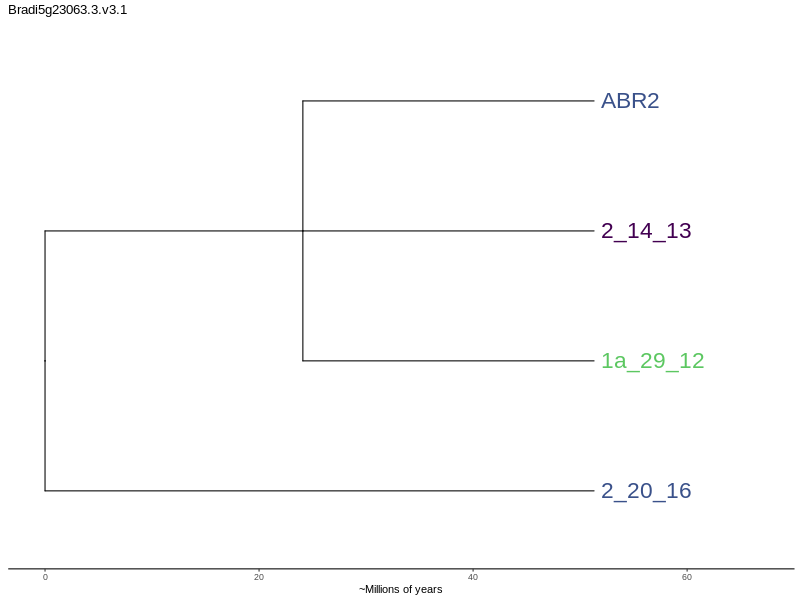 Bradi5g23063.3.v3.1
ABR2
2_14_13
1a_29_12
2_20_16
0 20 40 60
~Millions of years